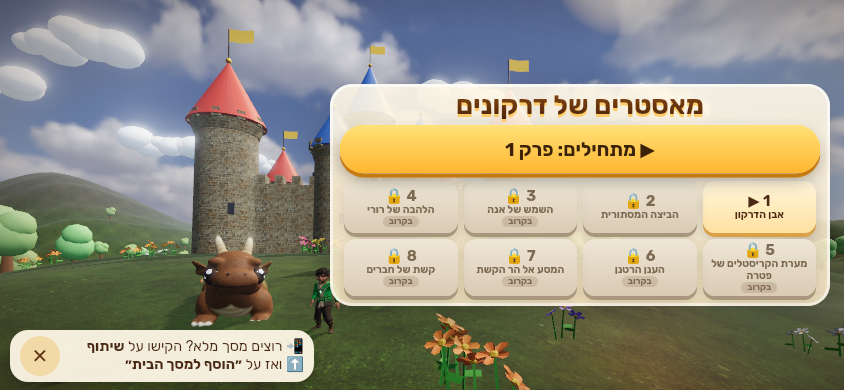 מאסטרים של דרקונים
▶ מתחילים: פרק 1
1 ▶
אבן הדרקון
2 🔒
הביצה המסתורית
3 🔒
השמש של אנה
בקרוב
4 🔒
הלהבה של רורי
בקרוב
5 🔒
מערת הקריסטלים של
פטרה
בקרוב
6 🔒
הענן הרטנן
בקרוב
7 🔒
המסע אל הר הקשת
בקרוב
8 🔒
קשת של חברים
בקרוב
📲 רוצים מסך מלא? הקישו על שיתוף
⬆️ ואז על ״הוסף למסך הבית״
✕